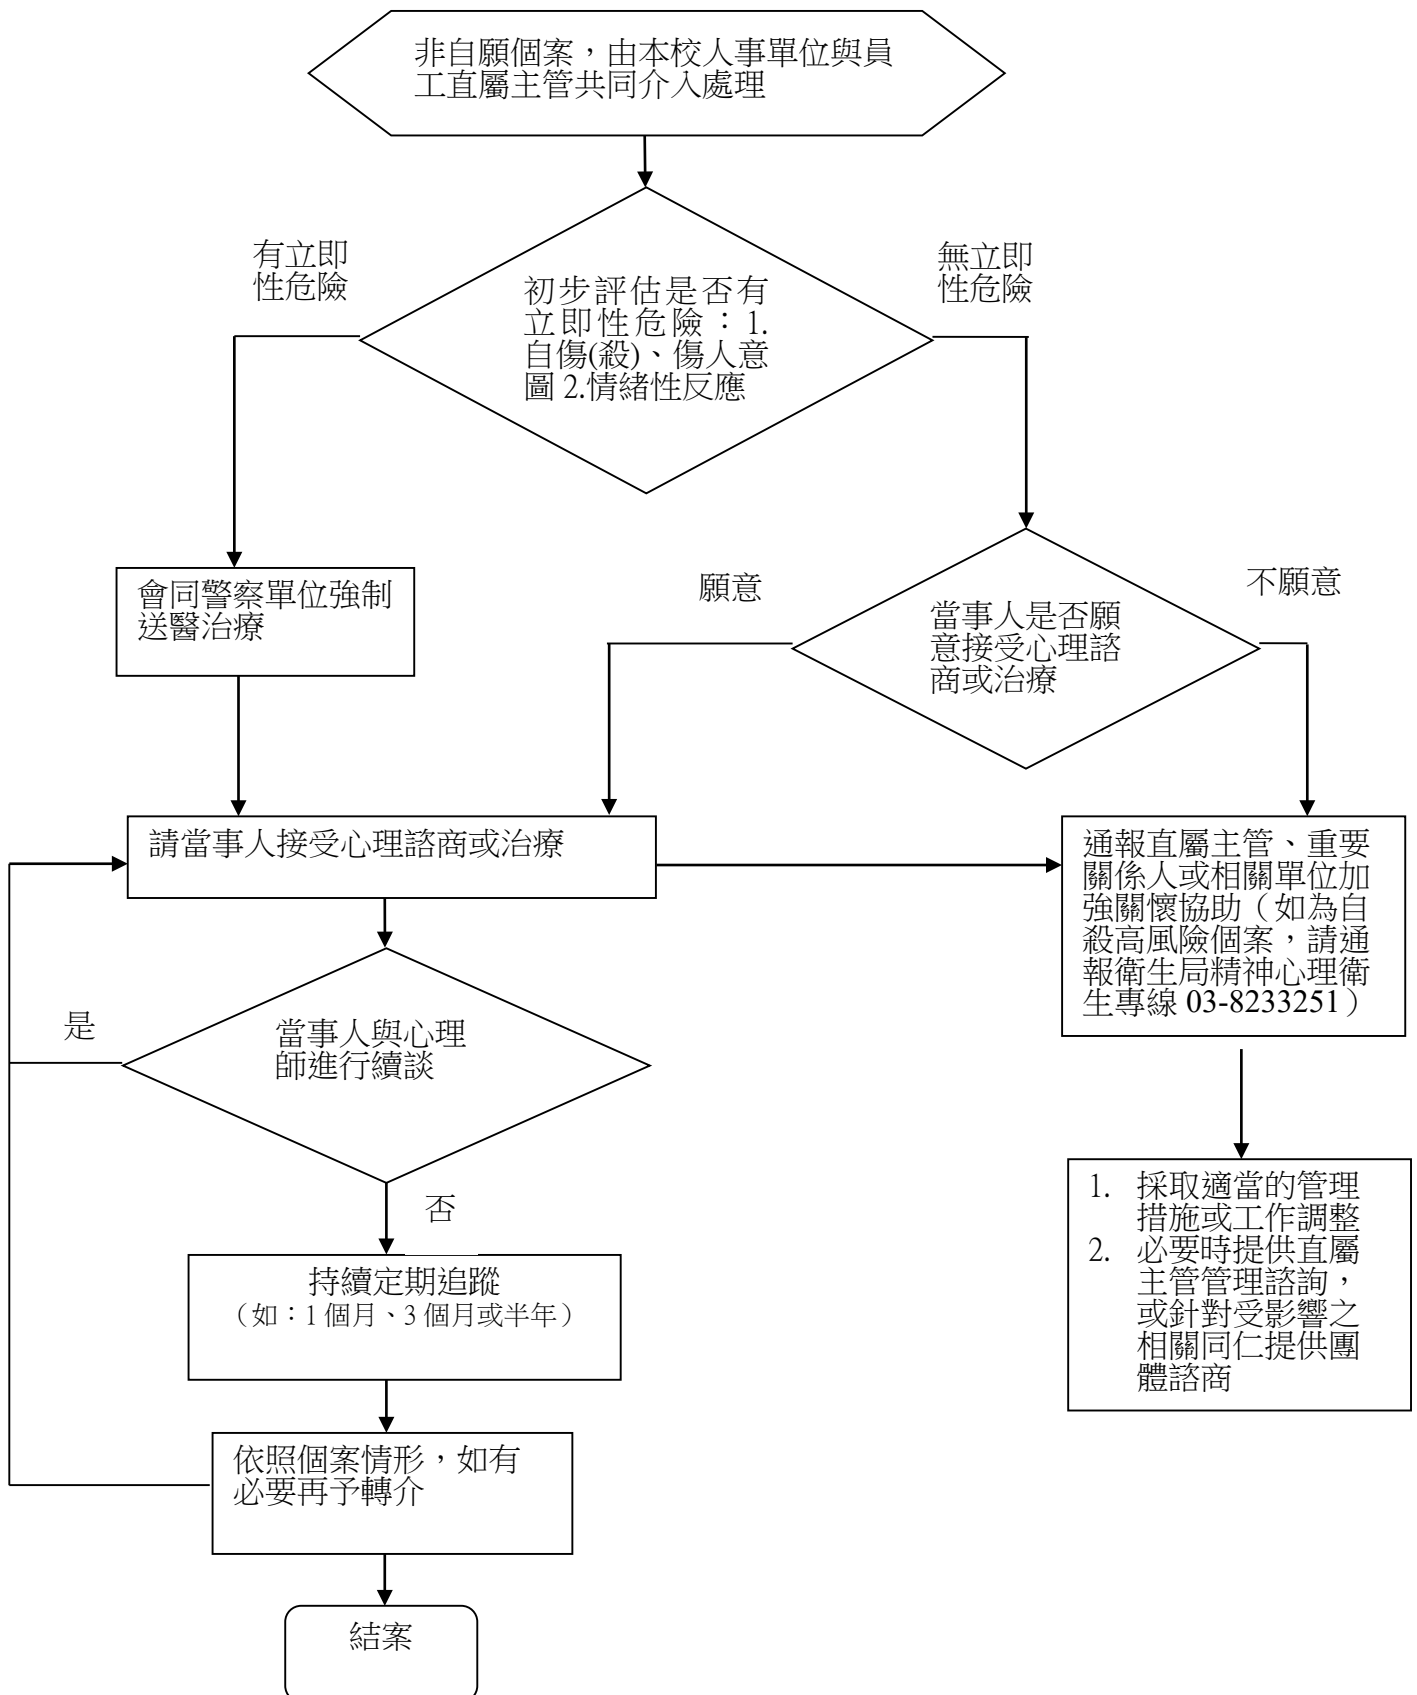 非自願個案，由本校人事單位與員
工直屬主管共同介入處理
有立即
性危險
無立即
性危險
初步評估是否有
立即性危險：1.
自傷(殺)、傷人意
圖 2.情緒性反應
會同警察單位強制
送醫治療
願意
不願意
當事人是否願
意接受心理諮
商或治療
請當事人接受心理諮商或治療
通報直屬主管、重要
關係人或相關單位加
強關懷協助（如為自
殺高風險個案，請通
報衛生局精神心理衛
生專線 03-8233251）
是
當事人與心理
師進行續談
否
持續定期追蹤
（如：1 個月、3 個月或半年）
1. 採取適當的管理
措施或工作調整
2. 必要時提供直屬
主管管理諮詢，
或針對受影響之
相關同仁提供團
體諮商
依照個案情形，如有
必要再予轉介
結案